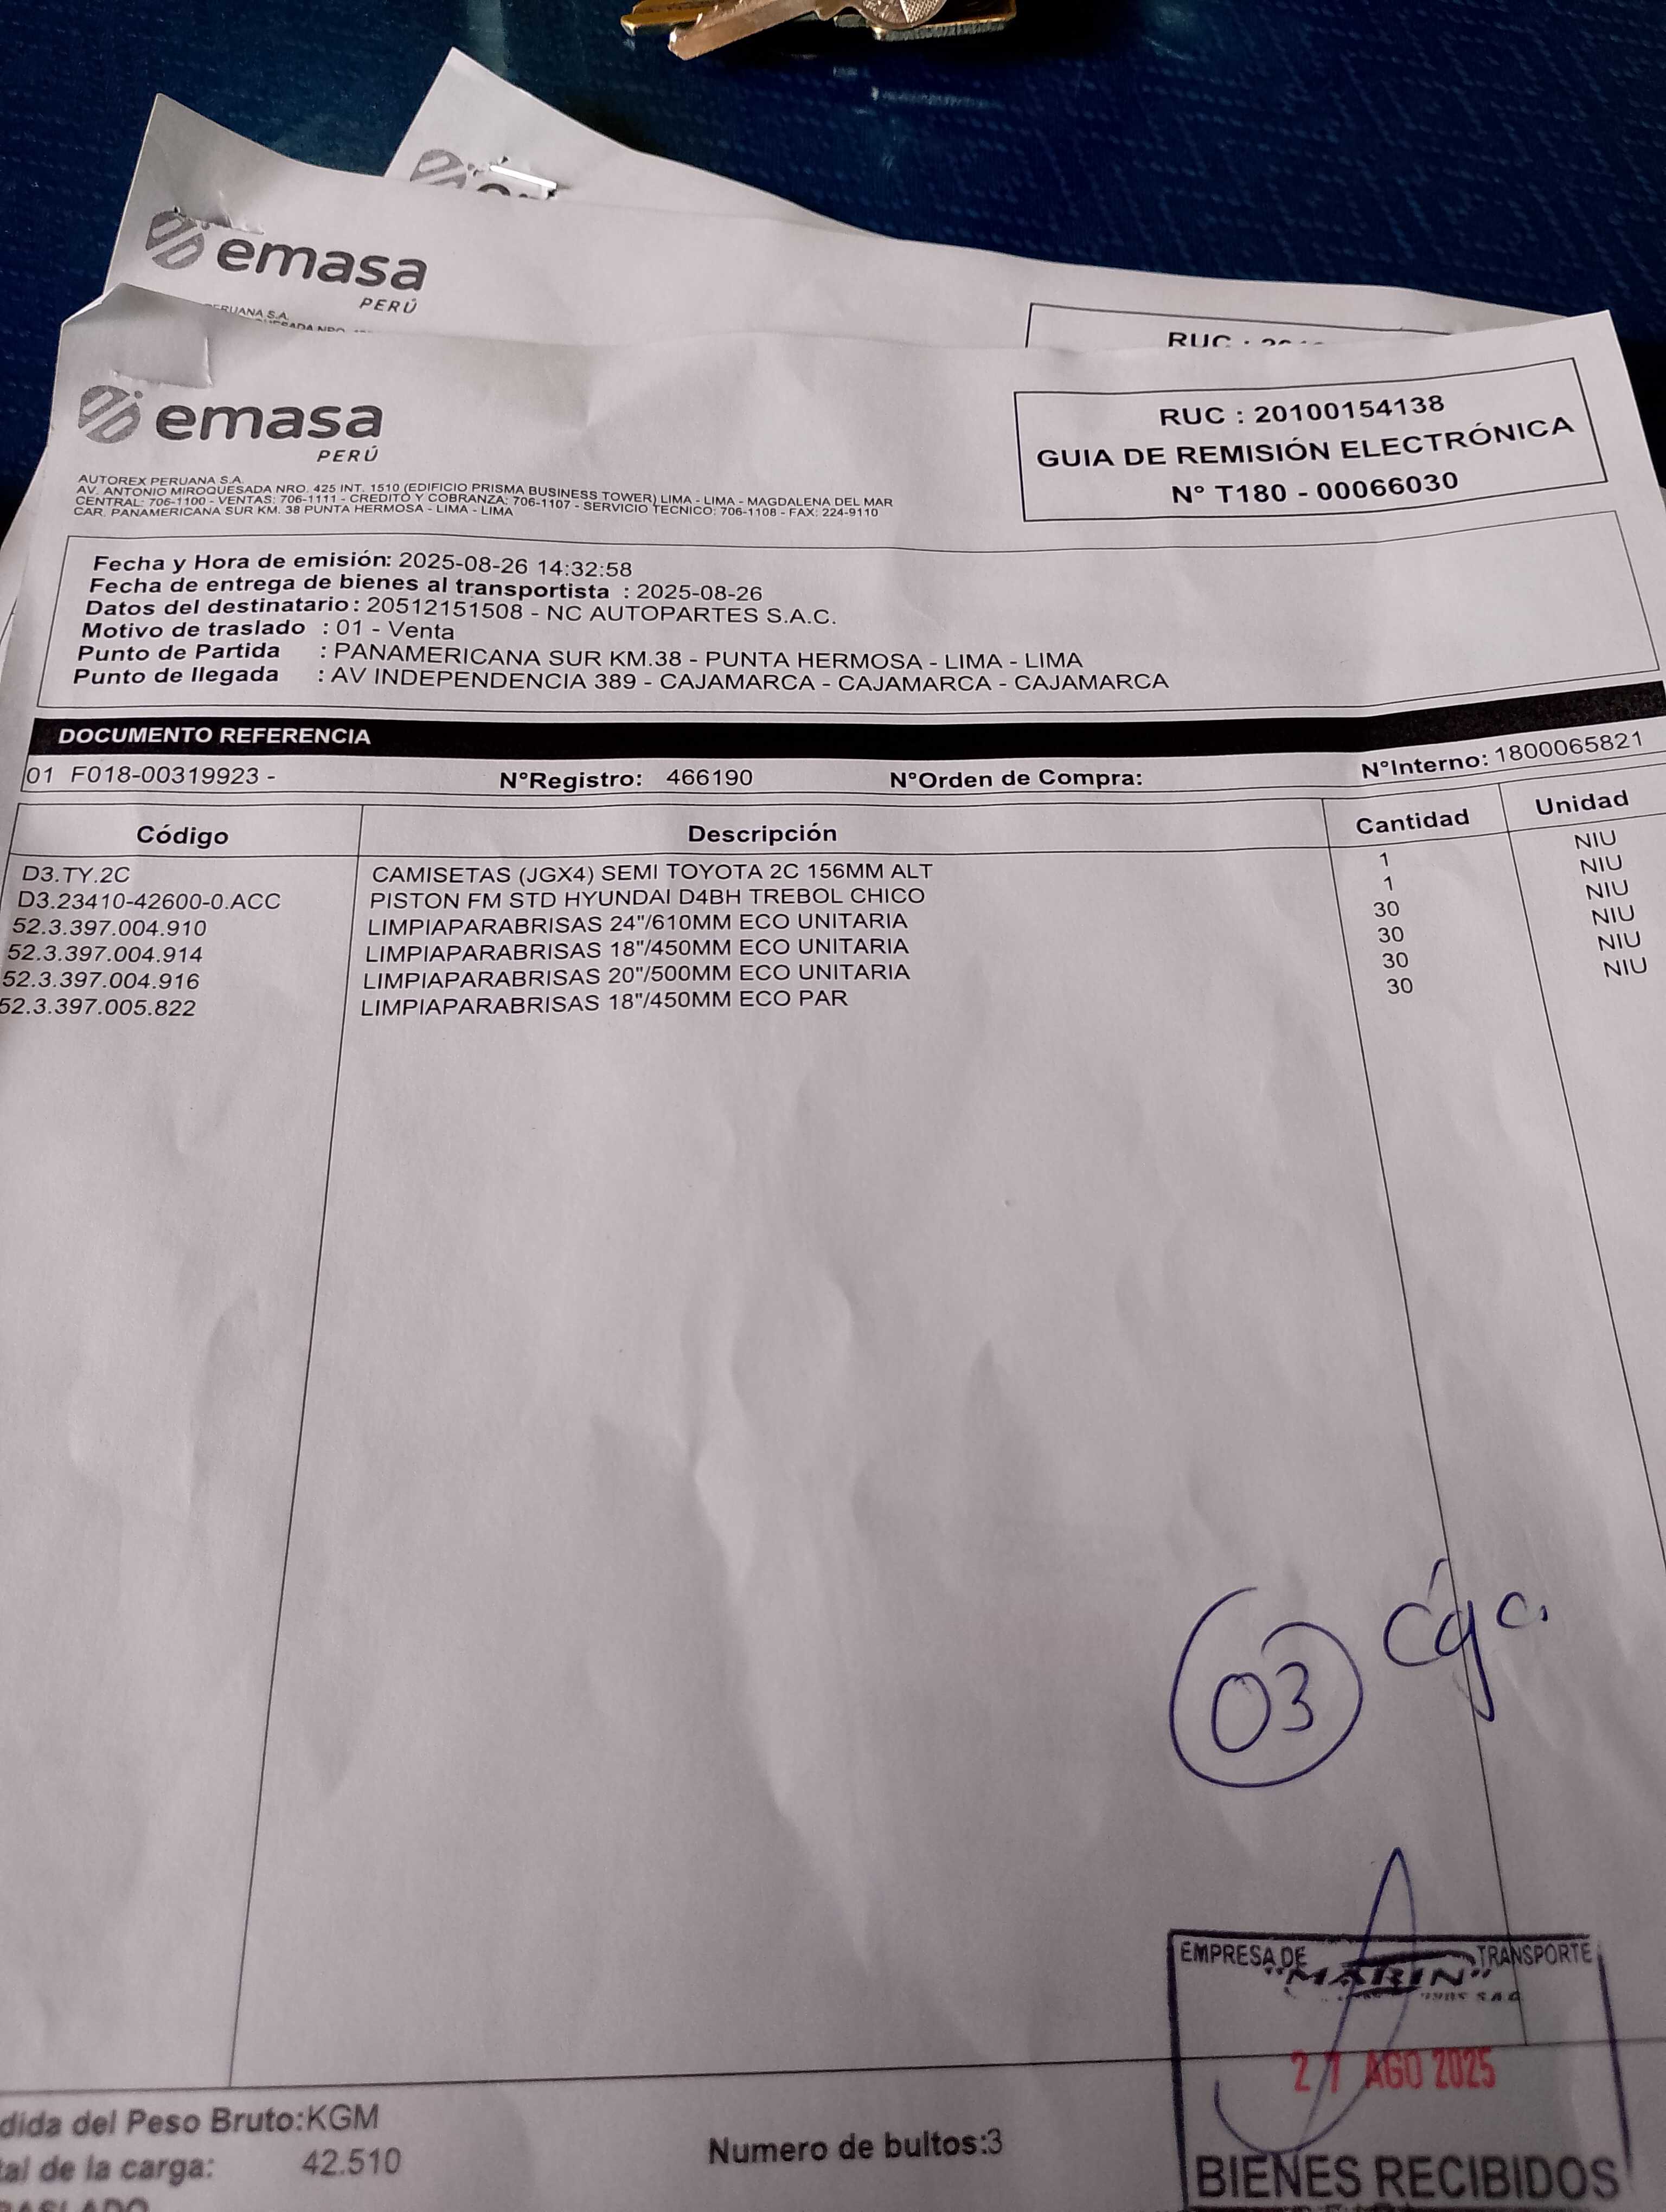 emasa
PERÚ
RUC :
emasa
PERÚ
RUC : 20100154138
GUIA DE REMISIÓN ELECTRÓNICA
N° T180 - 00066030
AUTOREX PERUANA S.A.
AV. ANTONIO MIROQUESADA NRO. 425 INT. 1510 (EDIFICIO PRISMA BUSINESS TOWER) LIMA - LIMA - MAGDALENA DEL MAR
CENTRAL: 706-1100 - VENTAS: 706-1111 - CREDITO Y COBRANZA: 706-1107 - SERVICIO TECNICO: 706-1108 - FAX: 224-9110
CAR. PANAMERICANA SUR KM. 38 PUNTA HERMOSA - LIMA - LIMA
Fecha y Hora de emisión: 2025-08-26 14:32:58
Fecha de entrega de bienes al transportista : 2025-08-26
Datos del destinatario: 20512151508 - NC AUTOPARTES S.A.C.
Motivo de traslado : 01 - Venta
Punto de Partida : PANAMERICANA SUR KM.38 - PUNTA HERMOSA - LIMA - LIMA
Punto de llegada : AV INDEPENDENCIA 389 - CAJAMARCA - CAJAMARCA - CAJAMARCA
DOCUMENTO REFERENCIA
01 F018-00319923 - N°Registro: 466190 N°Orden de Compra: N°Interno: 1800065821
Código Descripción Cantidad Unidad
D3.TY.2C CAMISETAS (JGX4) SEMI TOYOTA 2C 156MM ALT 1 NIU
D3.23410-42600-0.ACC PISTON FM STD HYUNDAI D4BH TREBOL CHICO 1 NIU
52.3.397.004.910 LIMPIAPARABRISAS 24"/610MM ECO UNITARIA 30 NIU
52.3.397.004.914 LIMPIAPARABRISAS 18"/450MM ECO UNITARIA 30 NIU
52.3.397.004.916 LIMPIAPARABRISAS 20"/500MM ECO UNITARIA 30 NIU
52.3.397.005.822 LIMPIAPARABRISAS 18"/450MM ECO PAR 30 NIU
03
EMPRESA DE TRANSPORTE
"MARIN"
S.A.C
27 AGO 2025
BIENES RECIBIDOS
dida del Peso Bruto:KGM
tal de la carga: 42.510
Numero de bultos:3